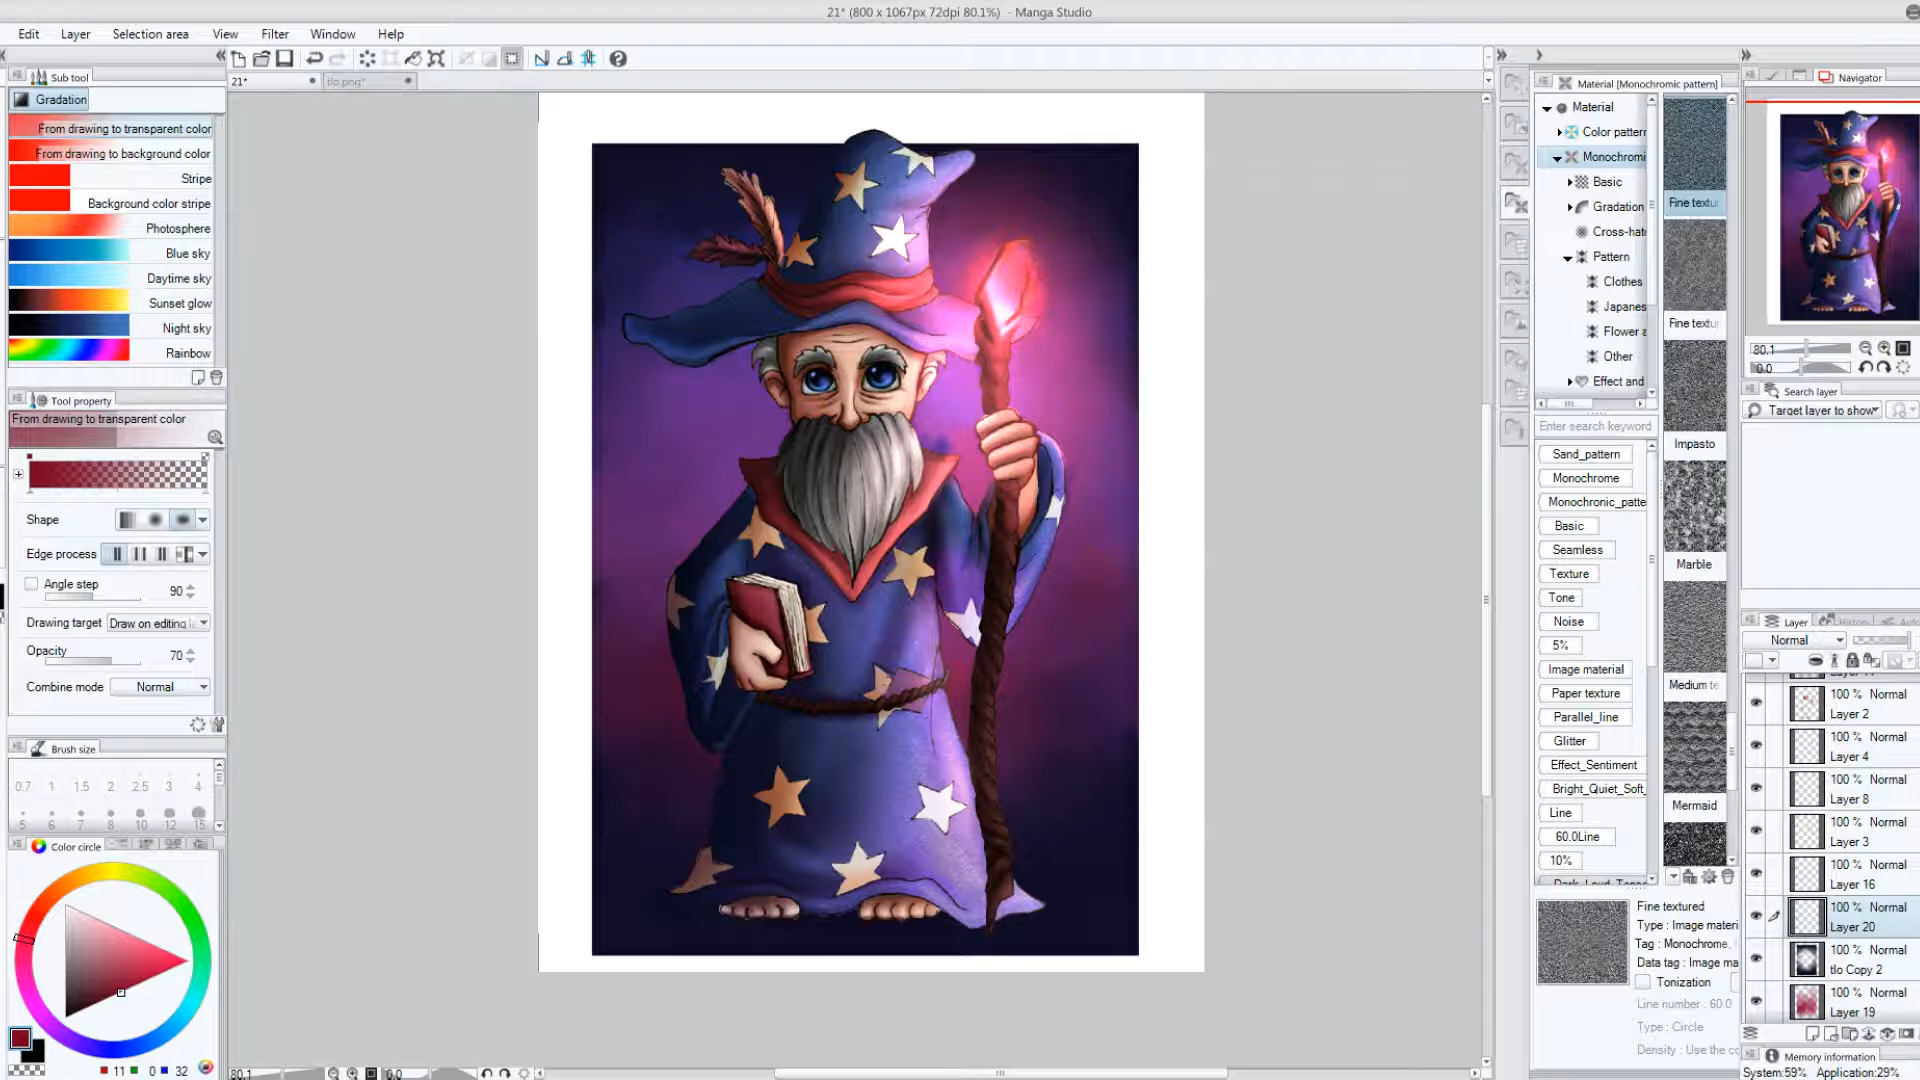 21* (800 x 1067px 72dpi 80.1%)  - Manga Studio
Edit Layer Selection area View Filter Window Help
Sub tool
Gradation
From drawing to transparent color
From drawing to background color
Stripe
Background color stripe
Photosphere
Blue sky
Daytime sky
Sunset glow
Night sky
Rainbow
Tool property
From drawing to transparent color
Shape
Edge process
Angle step 90
Drawing target Draw on editing la
Opacity 70
Combine mode Normal
Brush size
0.7 1 1.5 2 2.5 3 4
5 6 7 8 10 12 15
Color circle
11 0 32
21* tlo.png*
80.1 0.0
Material [Monochromic pattern]
Material
Color pattern
Monochromi
Basic
Gradation
Cross-hat
Pattern
Clothes
Japanes
Flower a
Other
Effect and
Enter search keyword
Sand_pattern
Monochrome
Monochronic_patte
Basic
Seamless
Texture
Tone
Noise
5%
Image material
Paper texture
Parallel_line
Glitter
Effect_Sentiment
Bright_Quiet_Soft_
Line
60.0Line
10%
Fine textu
Fine textu
Impasto
Marble
Medium te
Mermaid
Fine textured
Type : Image materi
Tag : Monochrome,
Data tag : Image ma
Tonization
Line number : 60.0
Type : Circle
Density : Use the co
Navigator
80.1
0.0
Search layer
Target layer to show
Layer Histor Auto
Normal
100 % Normal
Layer 2
100 % Normal
Layer 4
100 % Normal
Layer 8
100 % Normal
Layer 3
100 % Normal
Layer 16
100 % Normal
Layer 20
100 % Normal
tlo Copy 2
100 % Normal
Layer 19
Memory information
System:59% Application:29%